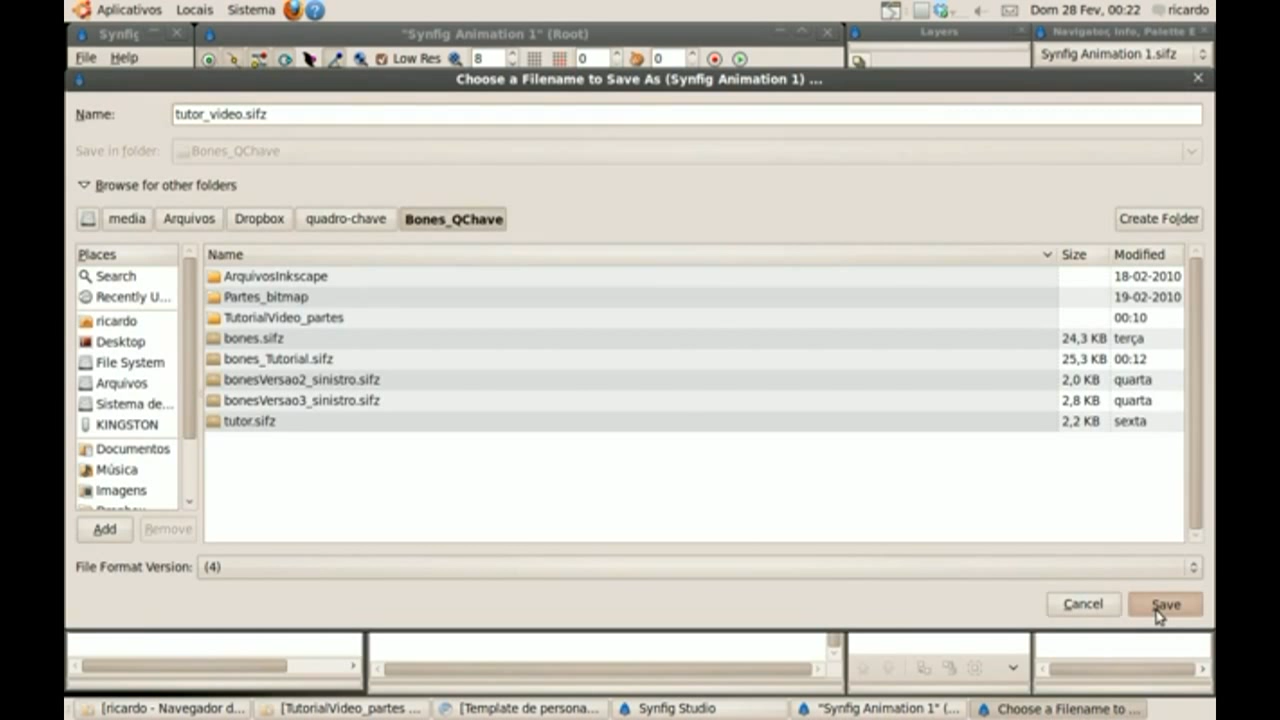 Aplicativos Locais Sistema Dom 28 Fev, 00:22 ricardo
Synfig "Synfig Animation 1" (Root) Layers Navigator, Info, Palette E
File Help Low Res 8 0 0 Synfig Animation 1.sifz
Choose a Filename to Save As (Synfig Animation 1) ...
Name: tutor_video.sifz
Save in folder: Bones_QChave
Browse for other folders
media Arquivos Dropbox quadro-chave Bones_QChave Create Folder
Places Name Size Modified
Search ArquivosInkscape 18-02-2010
Recently U... Partes_bitmap 19-02-2010
ricardo TutorialVideo_partes 00:10
Desktop bones.sifz 24,3 KB terça
File System bones_Tutorial.sifz 25,3 KB 00:12
Arquivos bonesVersao2_sinistro.sifz 2,0 KB quarta
Sistema de... bonesVersao3_sinistro.sifz 2,8 KB quarta
KINGSTON tutor.sifz 2,2 KB sexta
Documentos
Música
Imagens
Add Remove
File Format Version: (4)
Cancel Save
[ricardo - Navegador d... [TutorialVideo_partes ... [Template de persona... Synfig Studio "Synfig Animation 1" (... Choose a Filename to ...